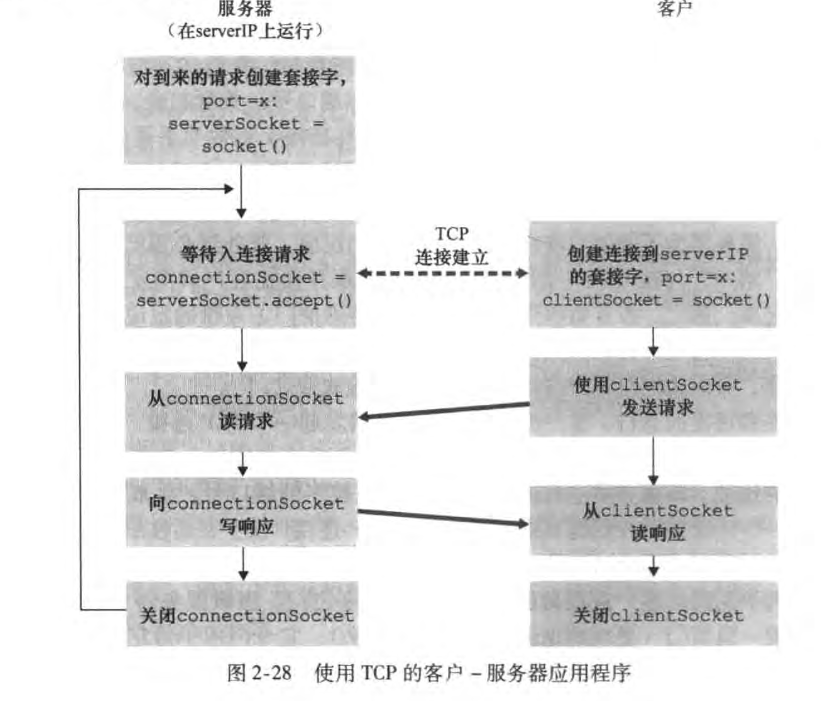 服务器
（在serverIP上运行）
对到来的请求创建套接字，
port=x:
serverSocket =
socket()
等待入连接请求
connectionSocket =
serverSocket.accept()
从connectionSocket
读请求
向connectionSocket
写响应
关闭connectionSocket
TCP
连接建立
客户
创建连接到serverIP
的套接字，port=x:
clientSocket = socket()
使用clientSocket
发送请求
从clientSocket
读响应
关闭clientSocket
图 2-28 使用 TCP 的客户 – 服务器应用程序